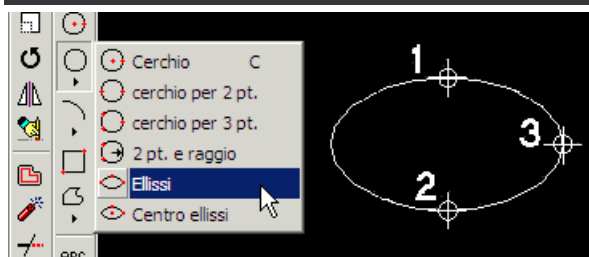 Cerchio C
cerchio per 2 pt.
cerchio per 3 pt.
2 pt. e raggio
Ellissi
Centro ellissi
1
3
2